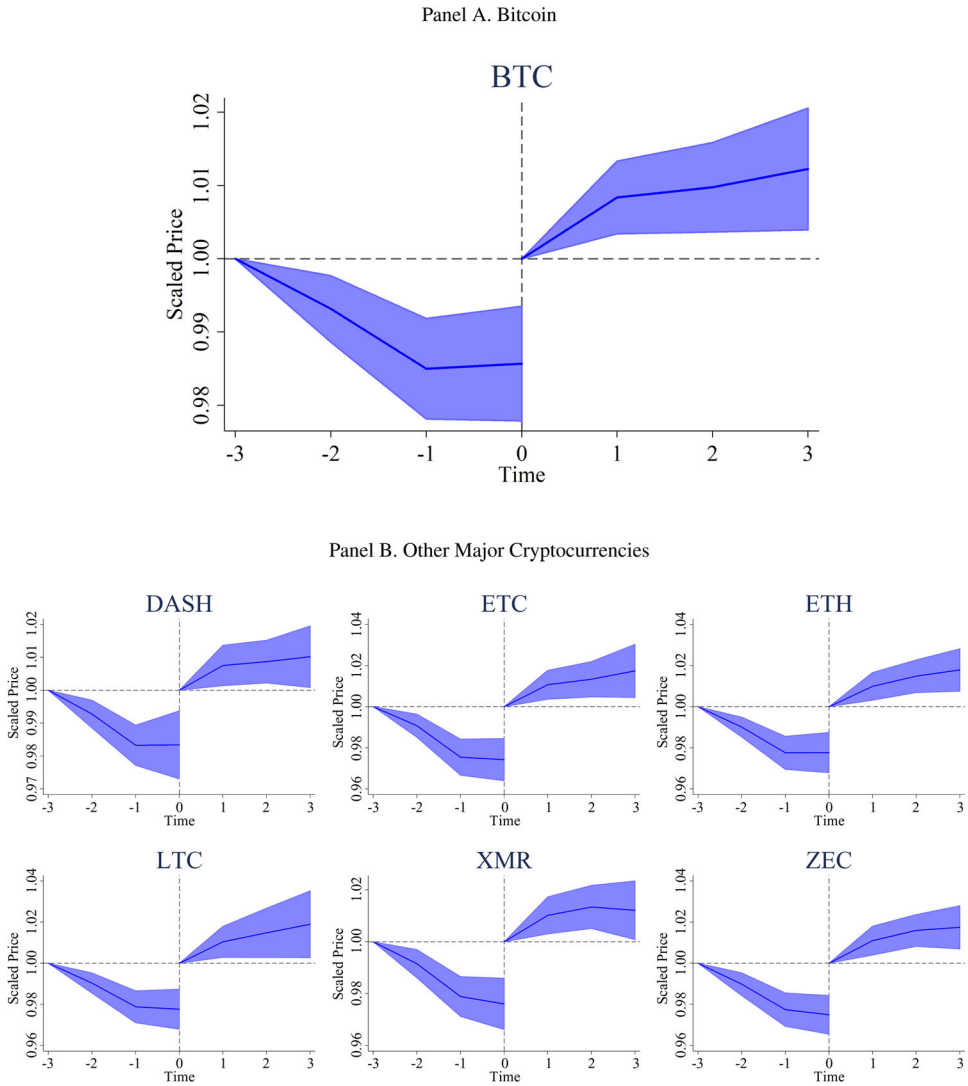 Panel A. Bitcoin
BTC
Scaled Price
1.02
1.01
1.00
0.99
0.98
-3 -2 -1 0 1 2 3
Time
Panel B. Other Major Cryptocurrencies
DASH
Scaled Price
1.02
1.01
1.00
0.99
0.98
0.97
-3 -2 -1 0 1 2 3
Time
ETC
Scaled Price
1.04
1.02
1.00
0.98
0.96
-3 -2 -1 0 1 2 3
Time
ETH
Scaled Price
1.04
1.02
1.00
0.98
0.96
-3 -2 -1 0 1 2 3
Time
LTC
Scaled Price
1.04
1.02
1.00
0.98
0.96
-3 -2 -1 0 1 2 3
Time
XMR
Scaled Price
1.02
1.00
0.98
0.96
-3 -2 -1 0 1 2 3
Time
ZEC
Scaled Price
1.04
1.02
1.00
0.98
0.96
-3 -2 -1 0 1 2 3
Time